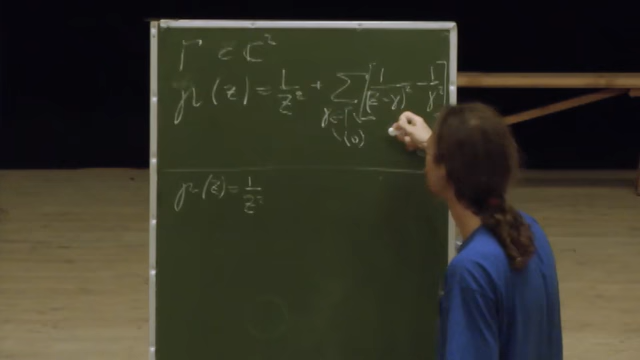 Γ ⊂ C²
℘(z) = 1/z² + ∑ [1/(z-γ)² - 1/γ²]
γ∈Γ\{0}
℘(z) = 1/z²